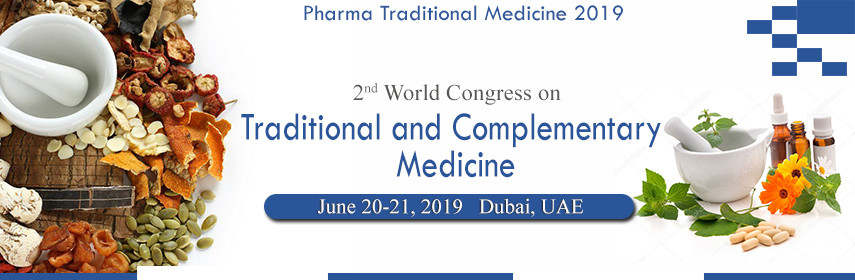 Pharma Traditional Medicine 2019
2nd World Congress on
Traditional and Complementary
Medicine
June 20-21, 2019 Dubai, UAE